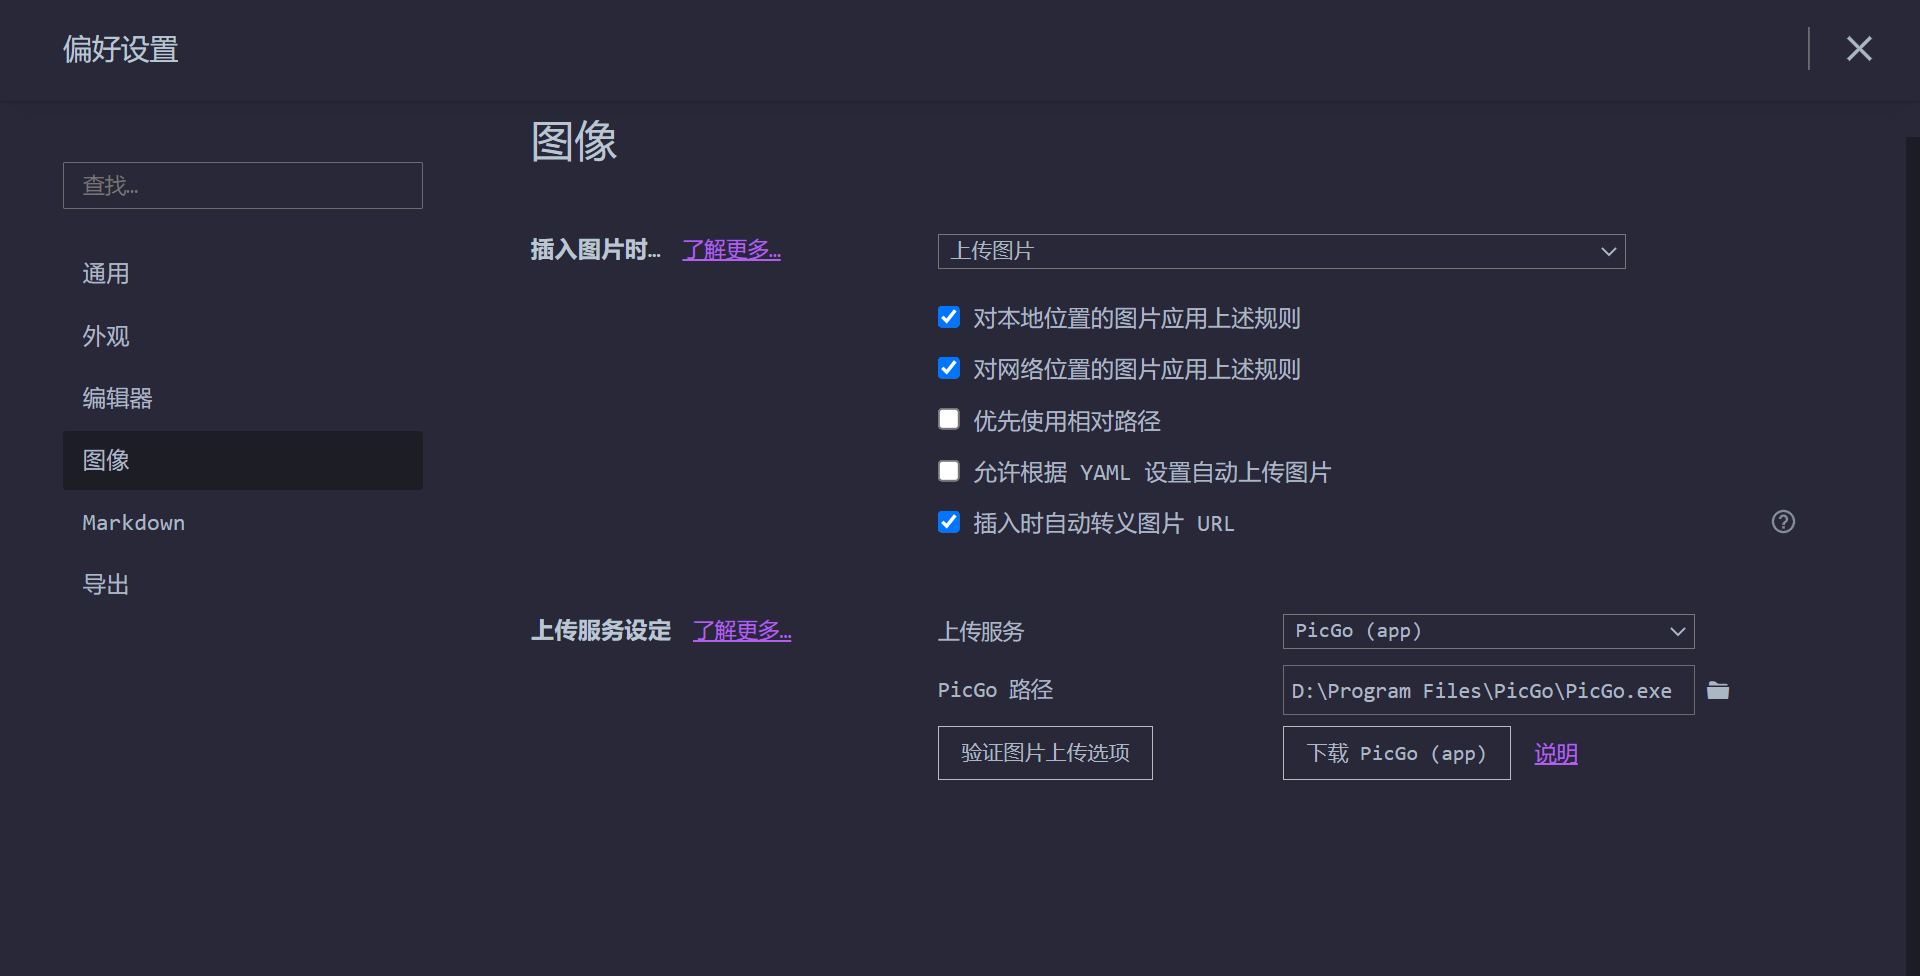 偏好设置
查找…
通用
外观
编辑器
图像
Markdown
导出
图像
插入图片时… 了解更多…
上传图片
对本地位置的图片应用上述规则
对网络位置的图片应用上述规则
优先使用相对路径
允许根据 YAML 设置自动上传图片
插入时自动转义图片 URL
上传服务设定 了解更多…
上传服务 PicGo (app)
PicGo 路径 D:\Program Files\PicGo\PicGo.exe
验证图片上传选项 下载 PicGo (app) 说明